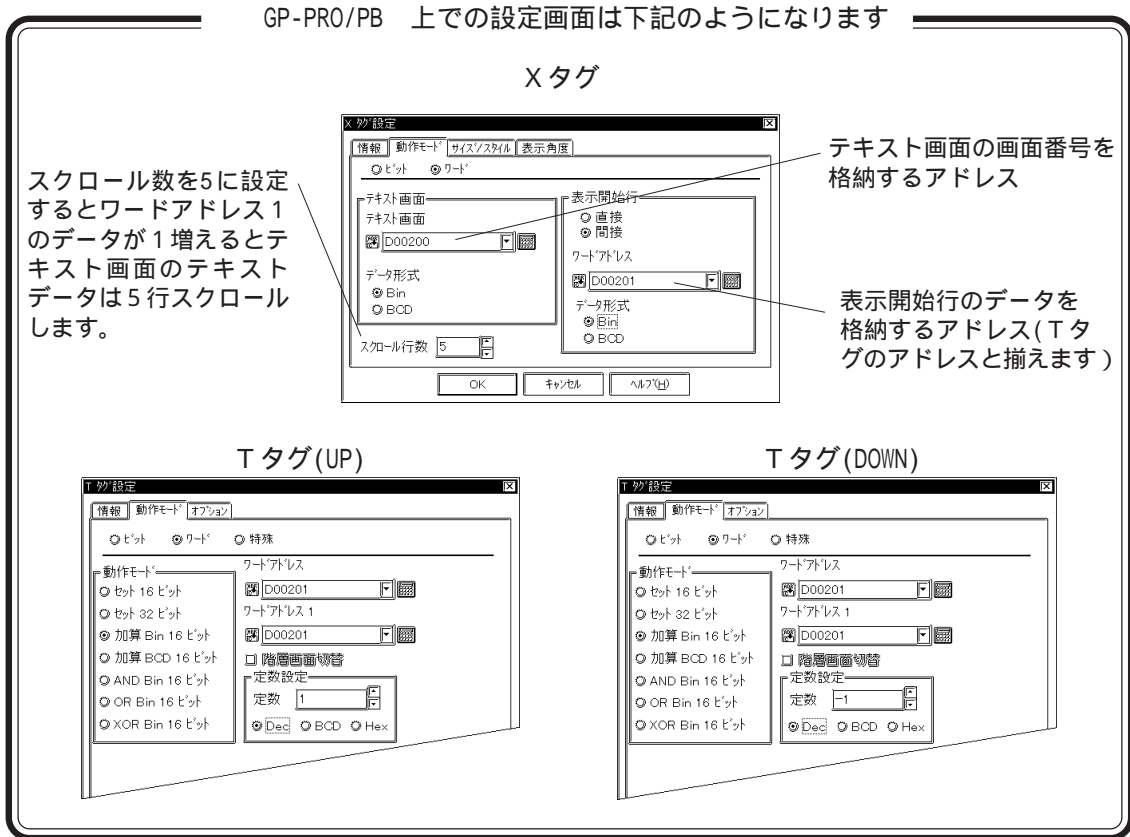 GP-PRO/PB 上での設定画面は下記のようになります
Xタグ
X ﾀｸﾞ設定
情報 動作ﾓｰﾄﾞ ｻｲｽﾞ/ｽﾀｲﾙ 表示角度
ﾋﾞｯﾄ ﾜｰﾄﾞ
テキスト画面の画面番号を
格納するアドレス
スクロール数を5に設定
するとワードアドレス1
のデータが1増えるとテ
キスト画面のテキスト
データは5行スクロール
します。
ﾃｷｽﾄ画面
ﾃｷｽﾄ画面
D00200
ﾃﾞｰﾀ形式
Bin
BCD
ｽｸﾛｰﾙ行数 5
表示開始行
直接
間接
ﾜｰﾄﾞｱﾄﾞﾚｽ
D00201
ﾃﾞｰﾀ形式
Bin
BCD
表示開始行のデータを
格納するアドレス(Tタ
グのアドレスと揃えます)
OK ｷｬﾝｾﾙ ﾍﾙﾌﾟ(H)
Tタグ(UP)
T ﾀｸﾞ設定
情報 動作ﾓｰﾄﾞ ｵﾌﾟｼｮﾝ
ﾋﾞｯﾄ ﾜｰﾄﾞ 特殊
動作ﾓｰﾄﾞ
ｾｯﾄ 16 ﾋﾞｯﾄ
ｾｯﾄ 32 ﾋﾞｯﾄ
加算 Bin 16 ﾋﾞｯﾄ
加算 BCD 16 ﾋﾞｯﾄ
AND Bin 16 ﾋﾞｯﾄ
OR Bin 16 ﾋﾞｯﾄ
XOR Bin 16 ﾋﾞｯﾄ
ﾜｰﾄﾞｱﾄﾞﾚｽ
D00201
ﾜｰﾄﾞｱﾄﾞﾚｽ 1
D00201
階層画面切替
定数設定
定数 1
Dec BCD Hex
Tタグ(DOWN)
T ﾀｸﾞ設定
情報 動作ﾓｰﾄﾞ ｵﾌﾟｼｮﾝ
ﾋﾞｯﾄ ﾜｰﾄﾞ 特殊
動作ﾓｰﾄﾞ
ｾｯﾄ 16 ﾋﾞｯﾄ
ｾｯﾄ 32 ﾋﾞｯﾄ
加算 Bin 16 ﾋﾞｯﾄ
加算 BCD 16 ﾋﾞｯﾄ
AND Bin 16 ﾋﾞｯﾄ
OR Bin 16 ﾋﾞｯﾄ
XOR Bin 16 ﾋﾞｯﾄ
ﾜｰﾄﾞｱﾄﾞﾚｽ
D00201
ﾜｰﾄﾞｱﾄﾞﾚｽ 1
D00201
階層画面切替
定数設定
定数 -1
Dec BCD Hex